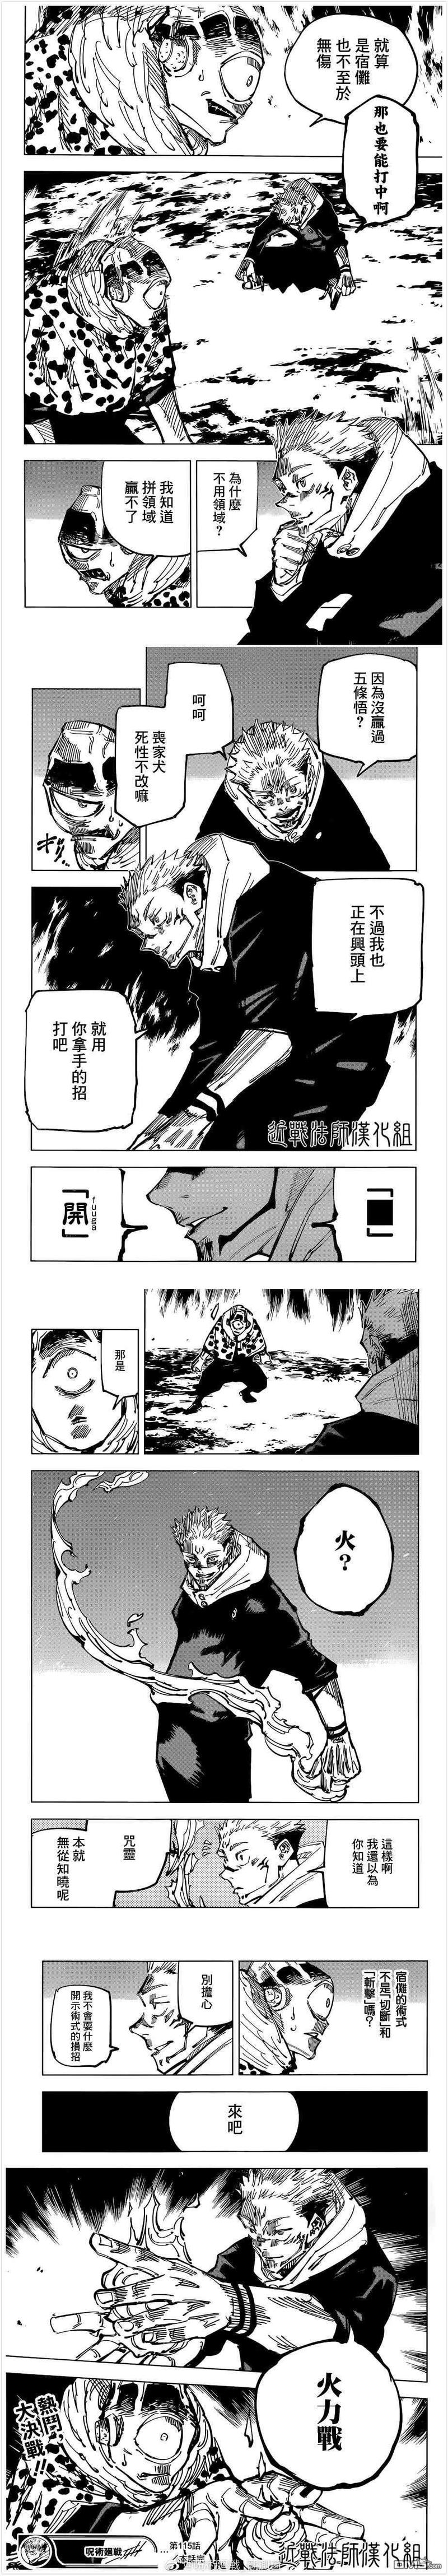 就算
是宿儺
也不至於
無傷
那也要能打中啊
為什麼
不用領域？
我知道
拼領域
贏不了
因為沒贏過
五條悟？
呵呵
喪家犬
死性不改嘛
不過我也
正在興頭上
就用
你拿手的招
打吧
近戰法師漢化組
「■」
「開」
fuuga
那是
火？
這樣啊
我還以為
你知道
咒靈
本就
無從知曉呢
宿儺的術式
不是「切斷」和
「斬擊」嗎？
別擔心
我不會耍什麼
開示術式的損招
來吧
火力戰
熱鬥，
大決戰!!
呪術廻戦
第115話
／本話完
近戰法師漢化組